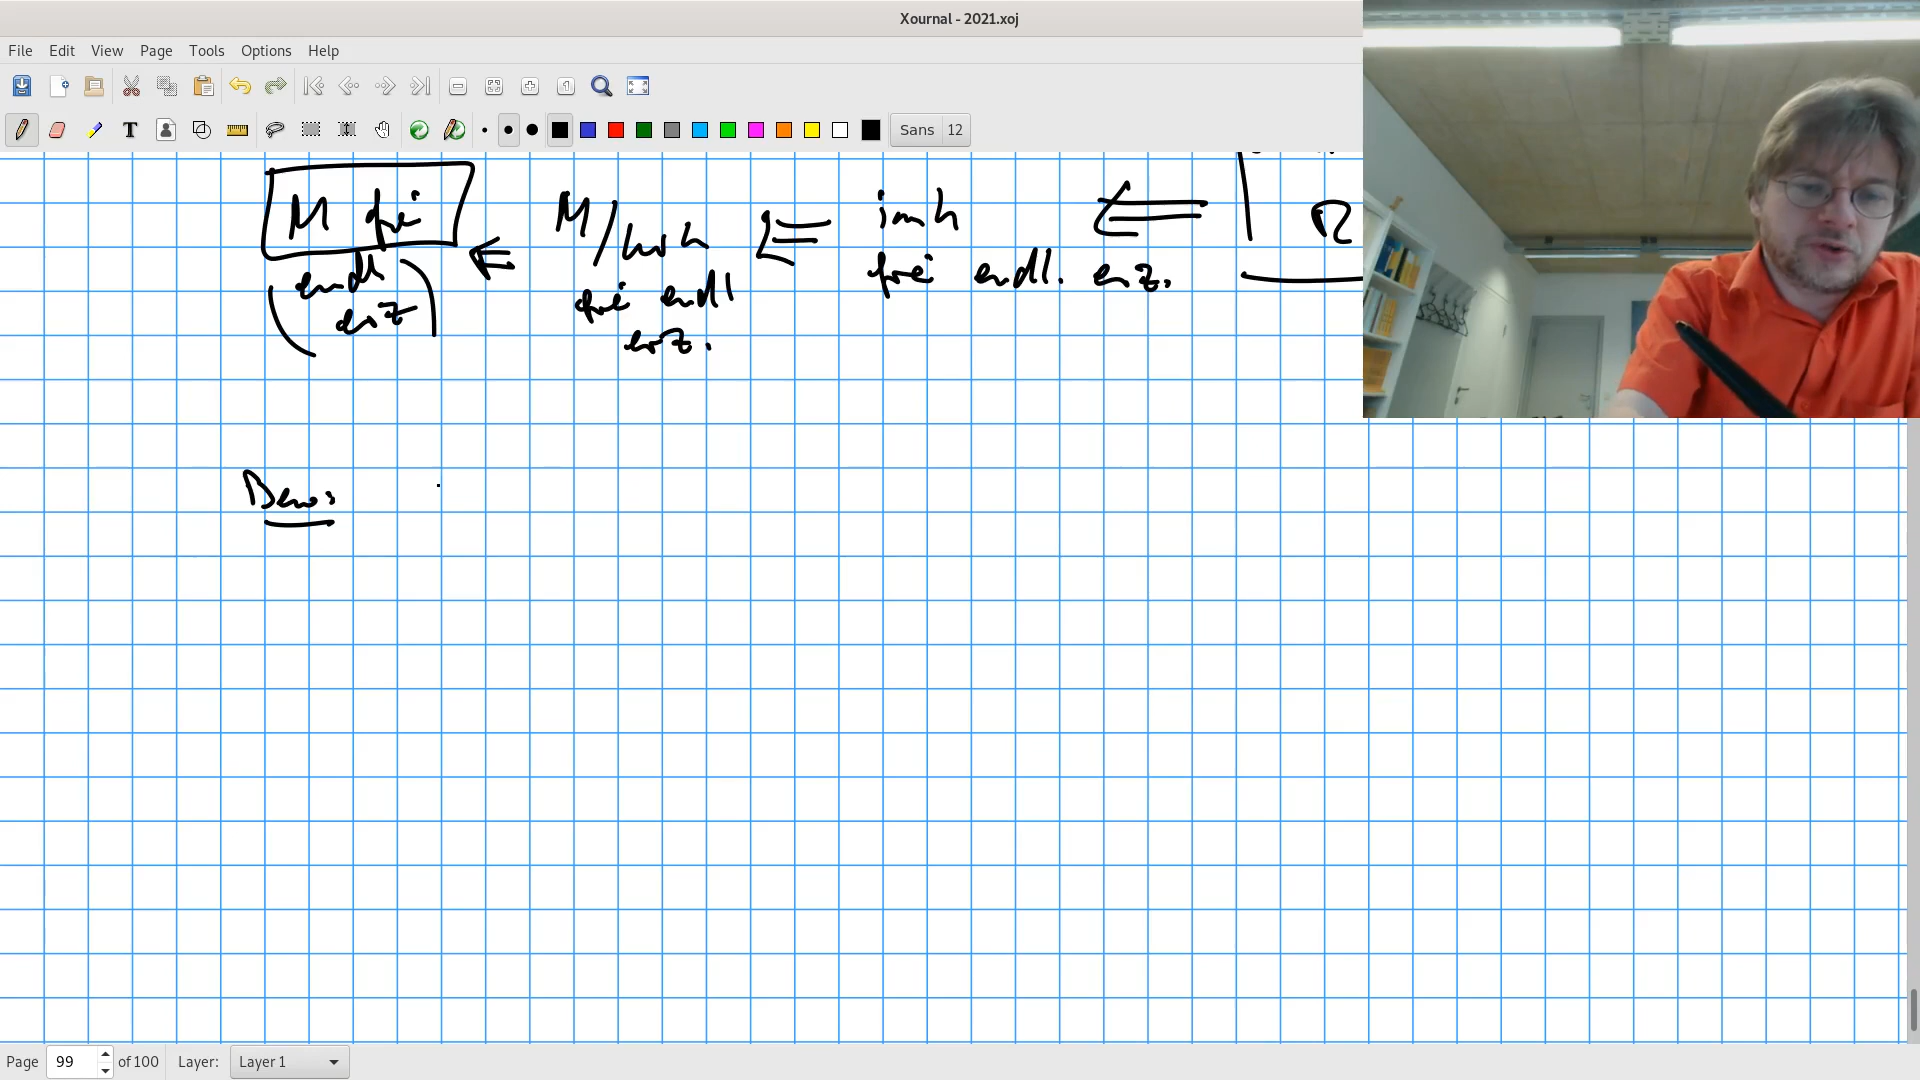 Xournal - 2021.xoj
File Edit View Page Tools Options Help
Sans 12
M frei M/ker h ⇐ im h ⇐ R
(endl erz) ⇐ frei endl erz. frei endl. erz.
Bew:
Page 99 of 100 Layer: Layer 1